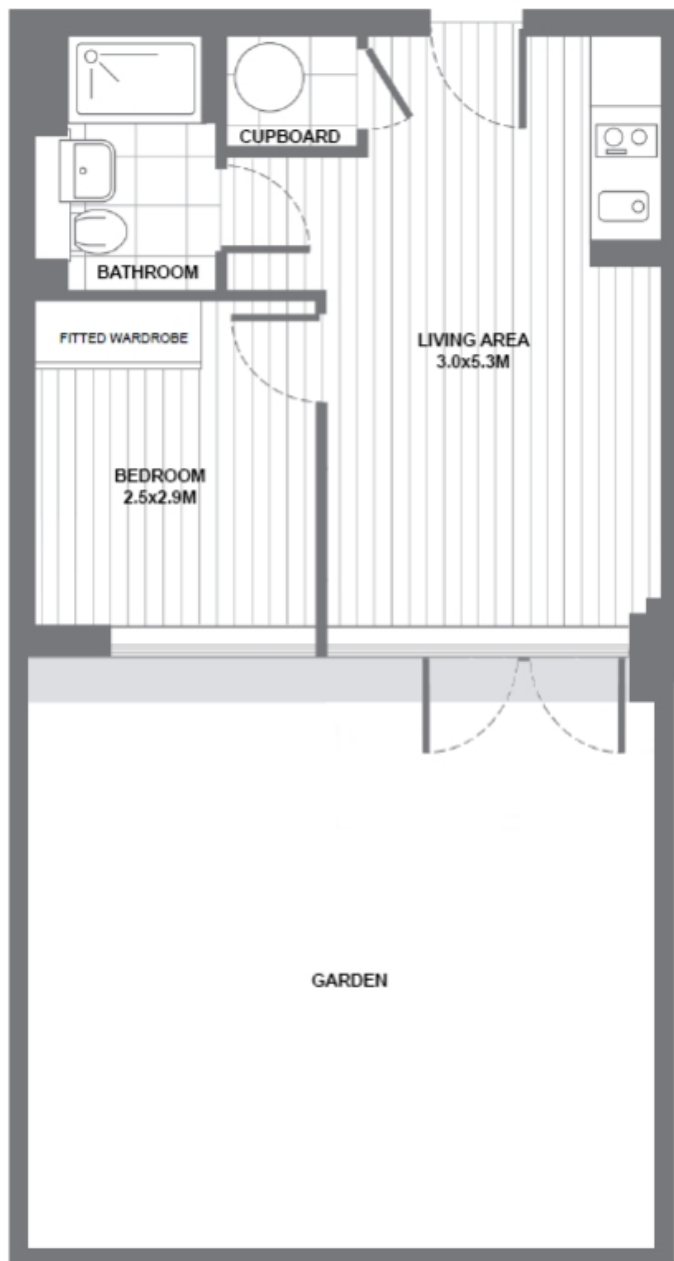 CUPBOARD
BATHROOM
FITTED WARDROBE
LIVING AREA
3.0x5.3M
BEDROOM
2.5x2.9M
GARDEN